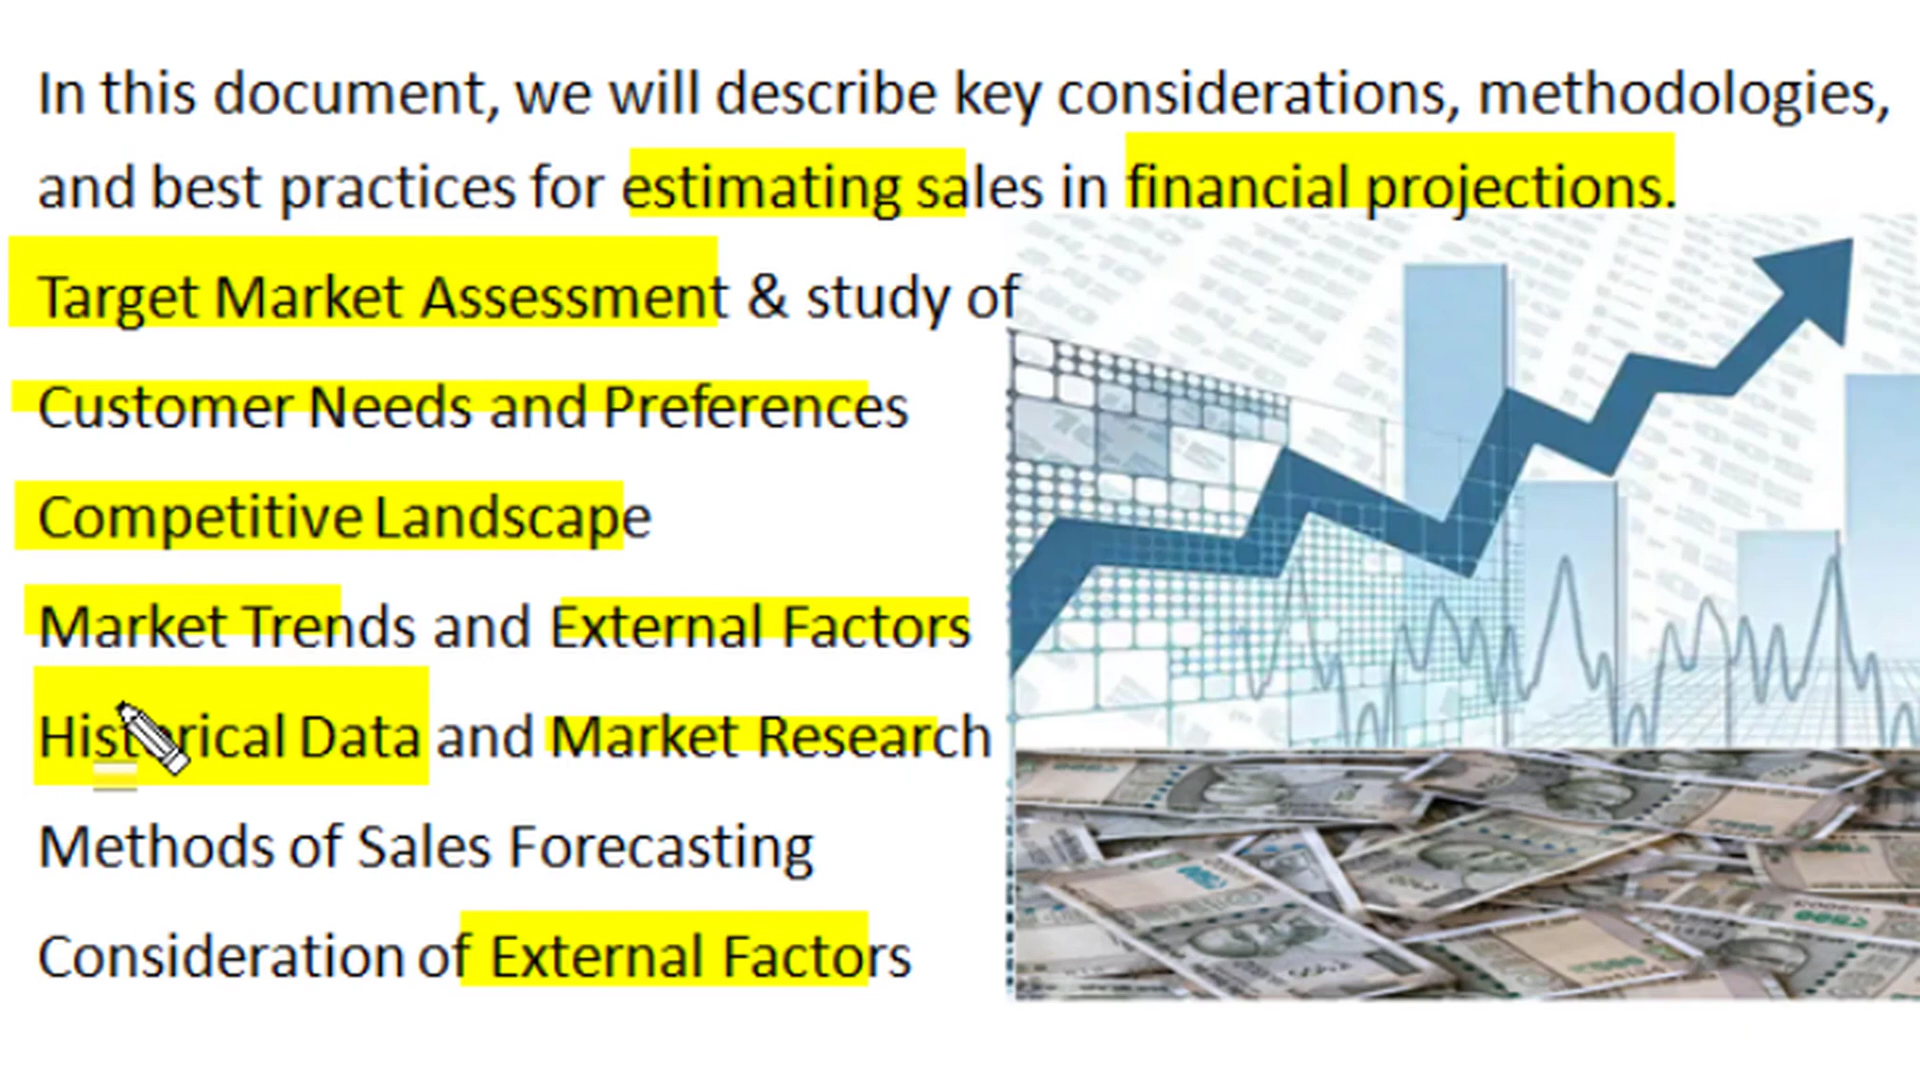 In this document, we will describe key considerations, methodologies,
and best practices for estimating sales in financial projections.
Target Market Assessment & study of
Customer Needs and Preferences
Competitive Landscape
Market Trends and External Factors
Historical Data and Market Research
Methods of Sales Forecasting
Consideration of External Factors